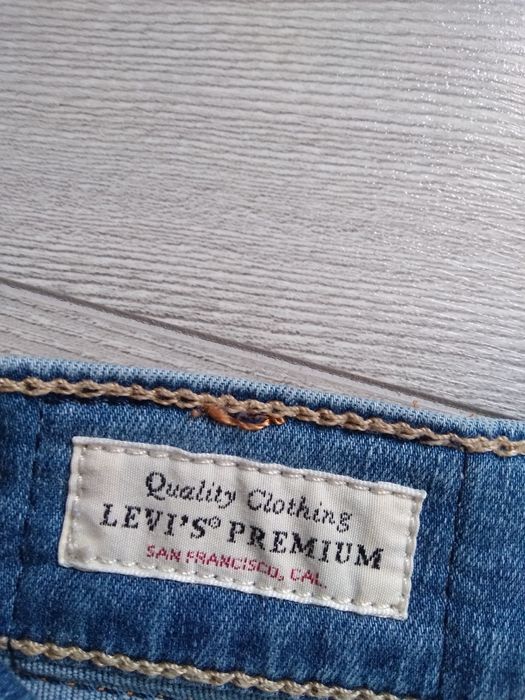 Quality Clothing
LEVI'S® PREMIUM
SAN FRANCISCO, CAL.